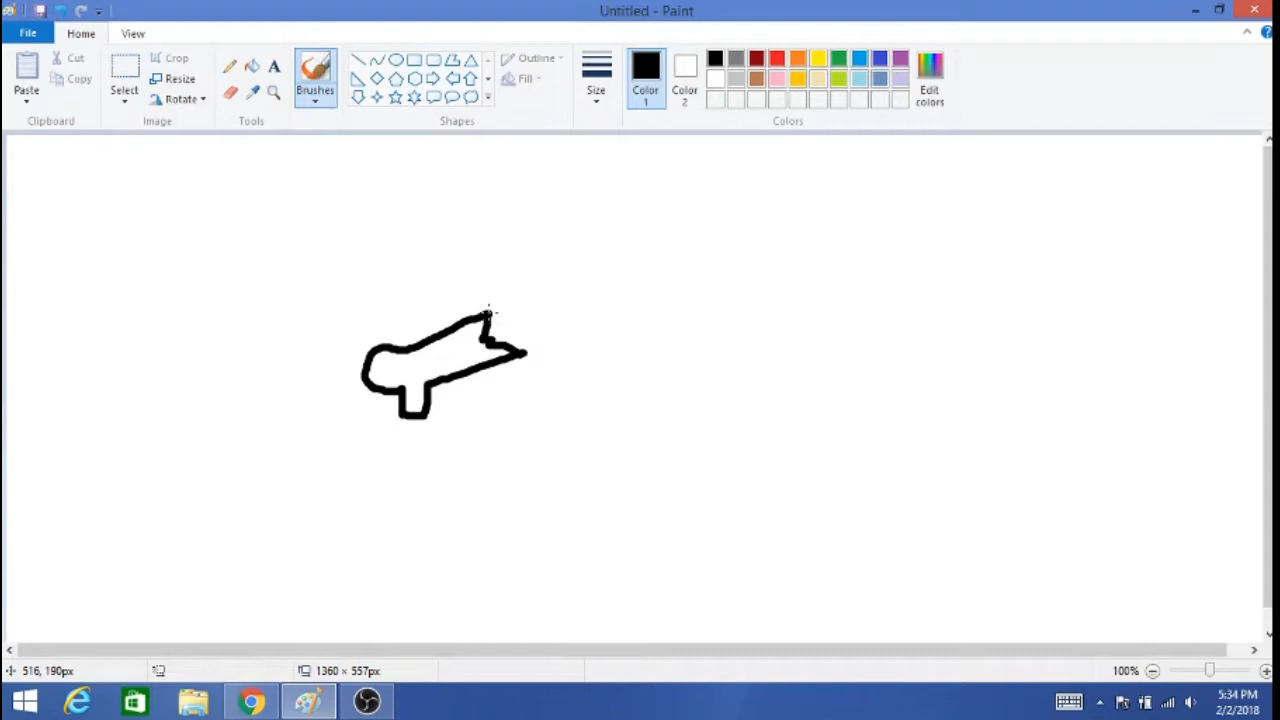 Untitled - Paint
File
Home
View
Paste
Cut
Copy
Clipboard
Select
Crop
Resize
Rotate
Image
A
Tools
Brushes
Outline
Fill
Shapes
Size
Color 1
Color 2
Edit colors
Colors
516, 190px
1360 × 557px
100%
5:34 PM
2/2/2018